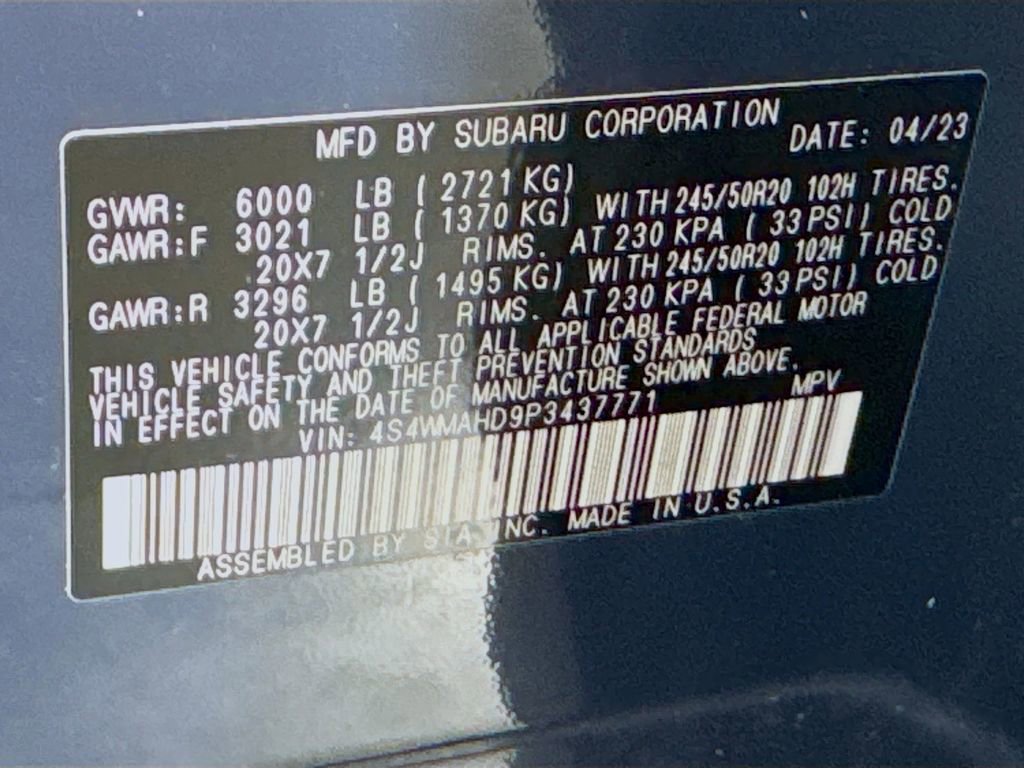 MFD BY SUBARU CORPORATION DATE: 04/23
GVWR: 6000 LB ( 2721 KG)
GAWR:F 3021 LB ( 1370 KG) WITH 245/50R20 102H TIRES.
20X7 1/2J RIMS. AT 230 KPA ( 33 PSI) COLD
GAWR:R 3296 LB ( 1495 KG) WITH 245/50R20 102H TIRES.
20X7 1/2J RIMS. AT 230 KPA ( 33 PSI) COLD
THIS VEHICLE CONFORMS TO ALL APPLICABLE FEDERAL MOTOR
VEHICLE SAFETY AND THEFT PREVENTION STANDARDS
IN EFFECT ON THE DATE OF MANUFACTURE SHOWN ABOVE.
VIN: 4S4WMAHD9P3437771 MPV
ASSEMBLED BY SIA, INC. MADE IN U.S.A.